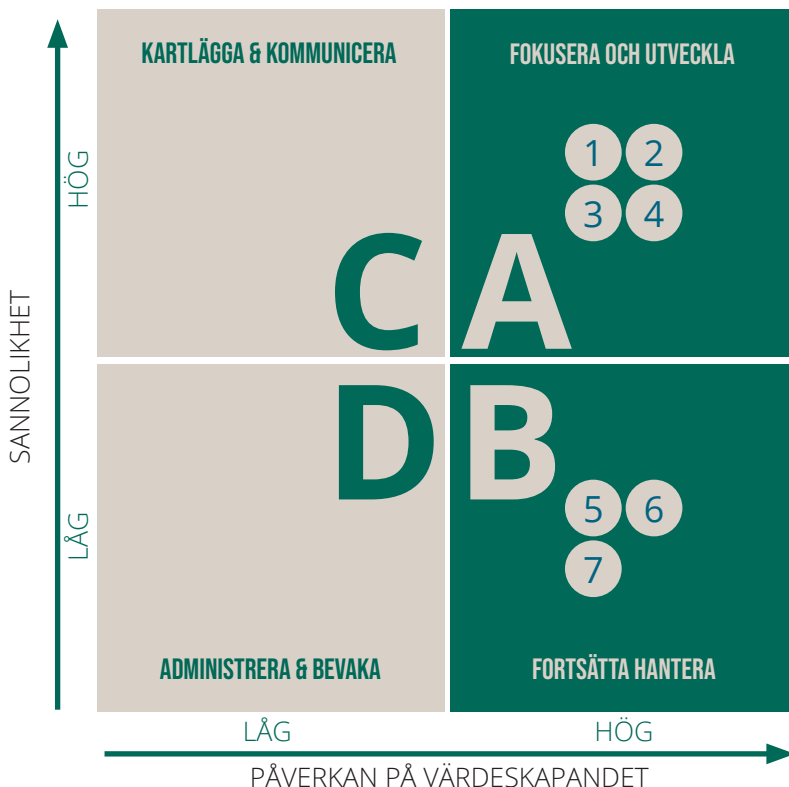 KARTLÄGGA & KOMMUNICERA
FOKUSERA OCH UTVECKLA
1 2
3 4
HÖG
C A
SANNOLIKHET
D B
5 6
7
LÅG
ADMINISTRERA & BEVAKA
FORTSÄTTA HANTERA
LÅG
HÖG
PÅVERKAN PÅ VÄRDESKAPANDET